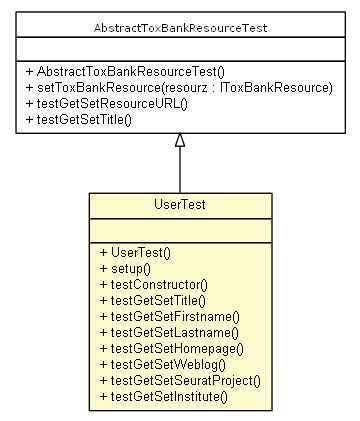 AbstractToxBankResourceTest
+ AbstractToxBankResourceTest()
+ setToxBankResource(resourz : IToxBankResource)
+ testGetSetResourceURL()
+ testGetSetTitle()
UserTest
+ UserTest()
+ setup()
+ testConstructor()
+ testGetSetTitle()
+ testGetSetFirstname()
+ testGetSetLastname()
+ testGetSetHomepage()
+ testGetSetWeblog()
+ testGetSetSeuratProject()
+ testGetSetInstitute()